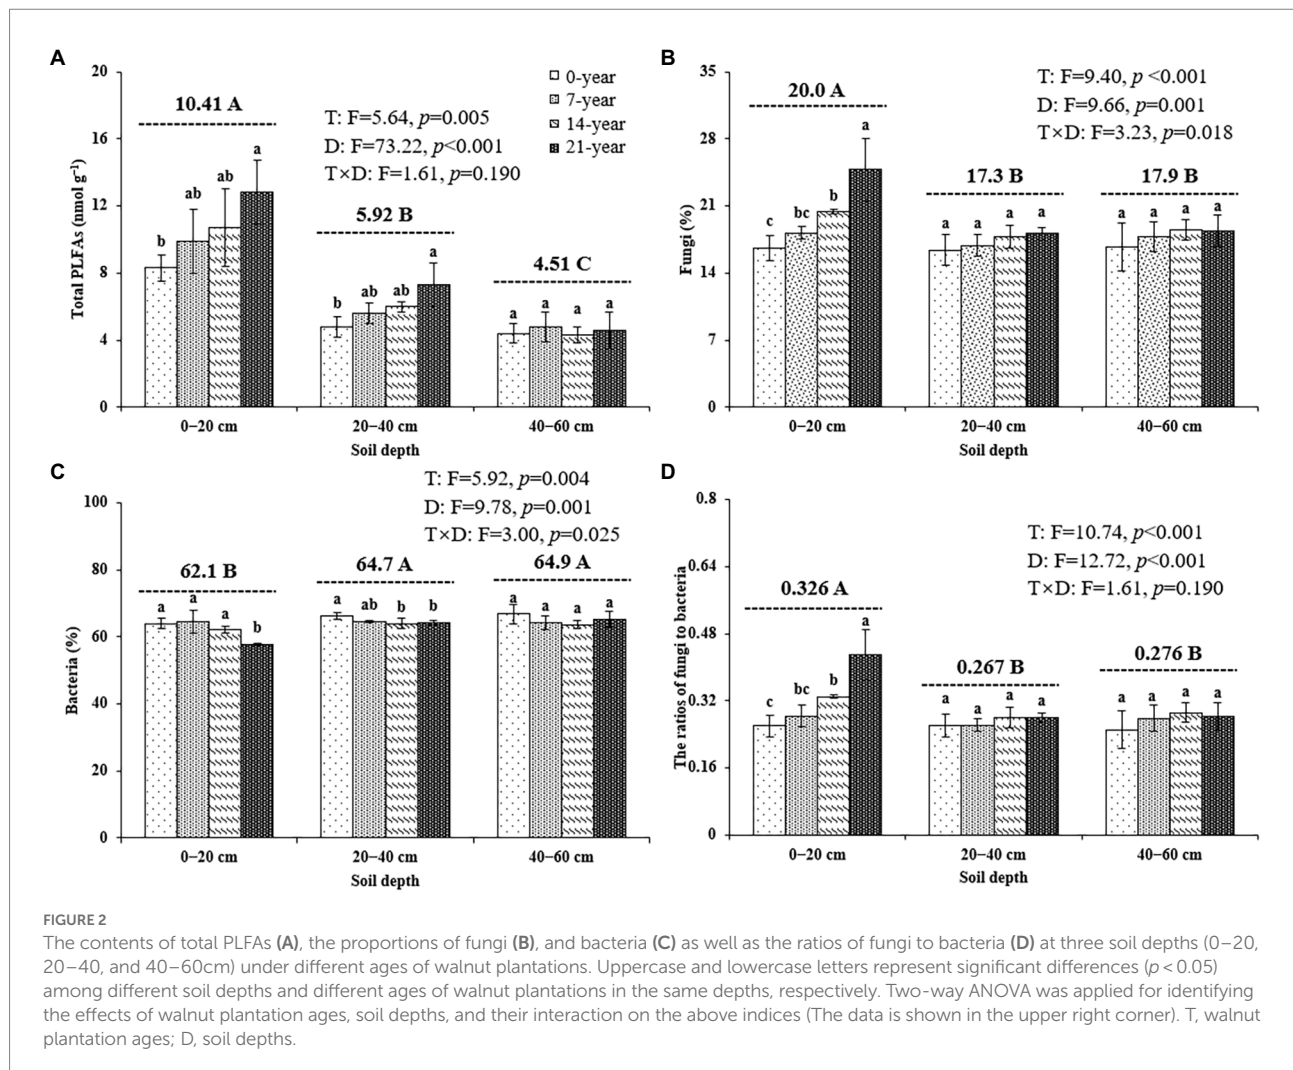 A
20
16
12
8
4
0
Total PLFAs (nmol g⁻¹)
10.41 A
5.92 B
4.51 C
T: F=5.64, p=0.005
D: F=73.22, p<0.001
T×D: F=1.61, p=0.190
0-year
7-year
14-year
21-year
b ab ab a
b ab ab a
a a a a
0–20 cm 20–40 cm 40–60 cm
Soil depth
B
35
28
21
14
7
0
Fungi (%)
20.0 A
17.3 B
17.9 B
T: F=9.40, p <0.001
D: F=9.66, p=0.001
T×D: F=3.23, p=0.018
c bc b a
a a a a
a a a a
0–20 cm 20–40 cm 40–60 cm
Soil depth
C
100
80
60
40
20
0
Bacteria (%)
T: F=5.92, p=0.004
D: F=9.78, p=0.001
T×D: F=3.00, p=0.025
62.1 B
64.7 A
64.9 A
a a a b
a ab b b
a a a a
0–20 cm 20–40 cm 40–60 cm
Soil depth
D
0.8
0.64
0.48
0.32
0.16
0
The ratios of fungi to bacteria
T: F=10.74, p<0.001
D: F=12.72, p<0.001
T×D: F=1.61, p=0.190
0.326 A
0.267 B
0.276 B
c bc b a
a a a a
a a a a
0–20 cm 20–40 cm 40–60 cm
Soil depth
FIGURE 2
The contents of total PLFAs (A), the proportions of fungi (B), and bacteria (C) as well as the ratios of fungi to bacteria (D) at three soil depths (0–20,
20–40, and 40–60cm) under different ages of walnut plantations. Uppercase and lowercase letters represent significant differences (p < 0.05)
among different soil depths and different ages of walnut plantations in the same depths, respectively. Two-way ANOVA was applied for identifying
the effects of walnut plantation ages, soil depths, and their interaction on the above indices (The data is shown in the upper right corner). T, walnut
plantation ages; D, soil depths.